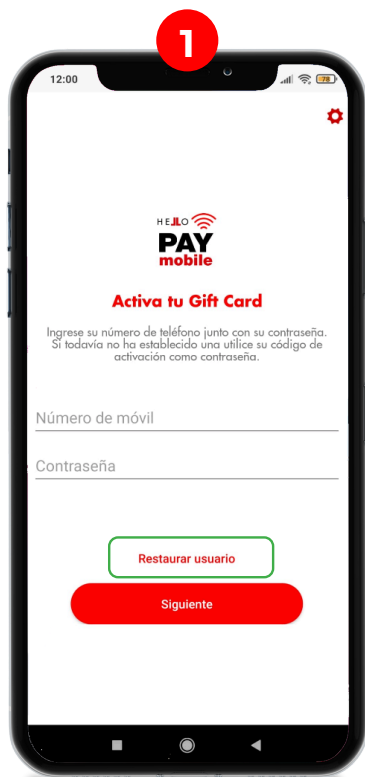 1
12:00
78
HELLO
PAY
mobile
Activa tu Gift Card
Ingrese su número de teléfono junto con su contraseña.
Si todavía no ha establecido una utilice su código de
activación como contraseña.
Número de móvil
Contraseña
Restaurar usuario
Siguiente